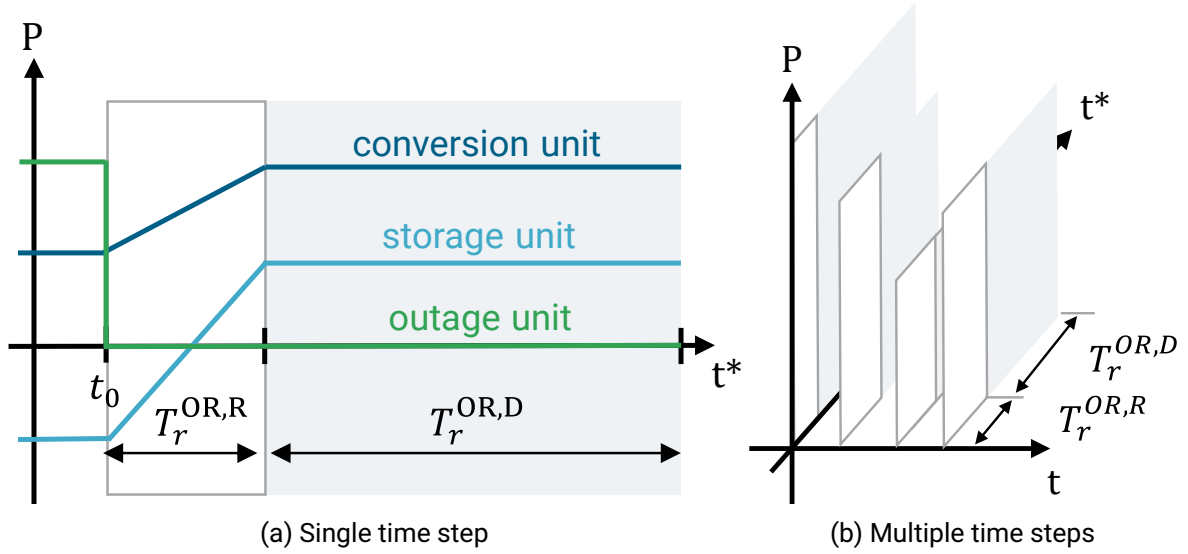 P
conversion unit
storage unit
outage unit
t₀
t*
T_r^{OR,R}
T_r^{OR,D}
(a) Single time step
P
t*
T_r^{OR,D}
T_r^{OR,R}
t
(b) Multiple time steps